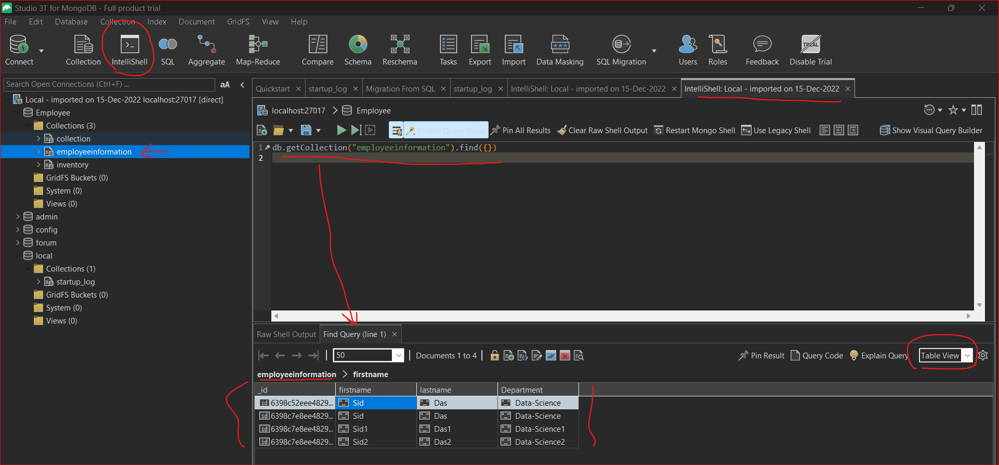 Studio 3T for MongoDB - Full product trial
File Edit Database Collection Index Document GridFS View Help
Connect Collection IntelliShell SQL Aggregate Map-Reduce Compare Schema Reschema Tasks Export Import Data Masking SQL Migration Users Roles Feedback Disable Trial
TRIAL
Search Open Connections (Ctrl+F) ... aA
Local - imported on 15-Dec-2022 localhost:27017 [direct]
Employee
Collections (3)
collection
employeeinformation
inventory
GridFS Buckets (0)
System (0)
Views (0)
admin
config
forum
local
Collections (1)
startup_log
GridFS Buckets (0)
System (0)
Views (0)
Quickstart startup_log Migration From SQL startup_log IntelliShell: Local - imported on 15-Dec-2022 IntelliShell: Local - imported on 15-Dec-2022
localhost:27017 Employee
Enable Query Assist Pin All Results Clear Raw Shell Output Restart Mongo Shell Use Legacy Shell Show Visual Query Builder
1 db.getCollection("employeeinformation").find({})
2
Raw Shell Output Find Query (line 1)
50 Documents 1 to 4 Pin Result Query Code Explain Query Table View
employeeinformation > firstname
_id firstname lastname Department
id 6398c52eee4829... Sid Das Data-Science
id 6398c7e8ee4829... Sid Das Data-Science
id 6398c7e8ee4829... Sid1 Das1 Data-Science1
id 6398c7e8ee4829... Sid2 Das2 Data-Science2